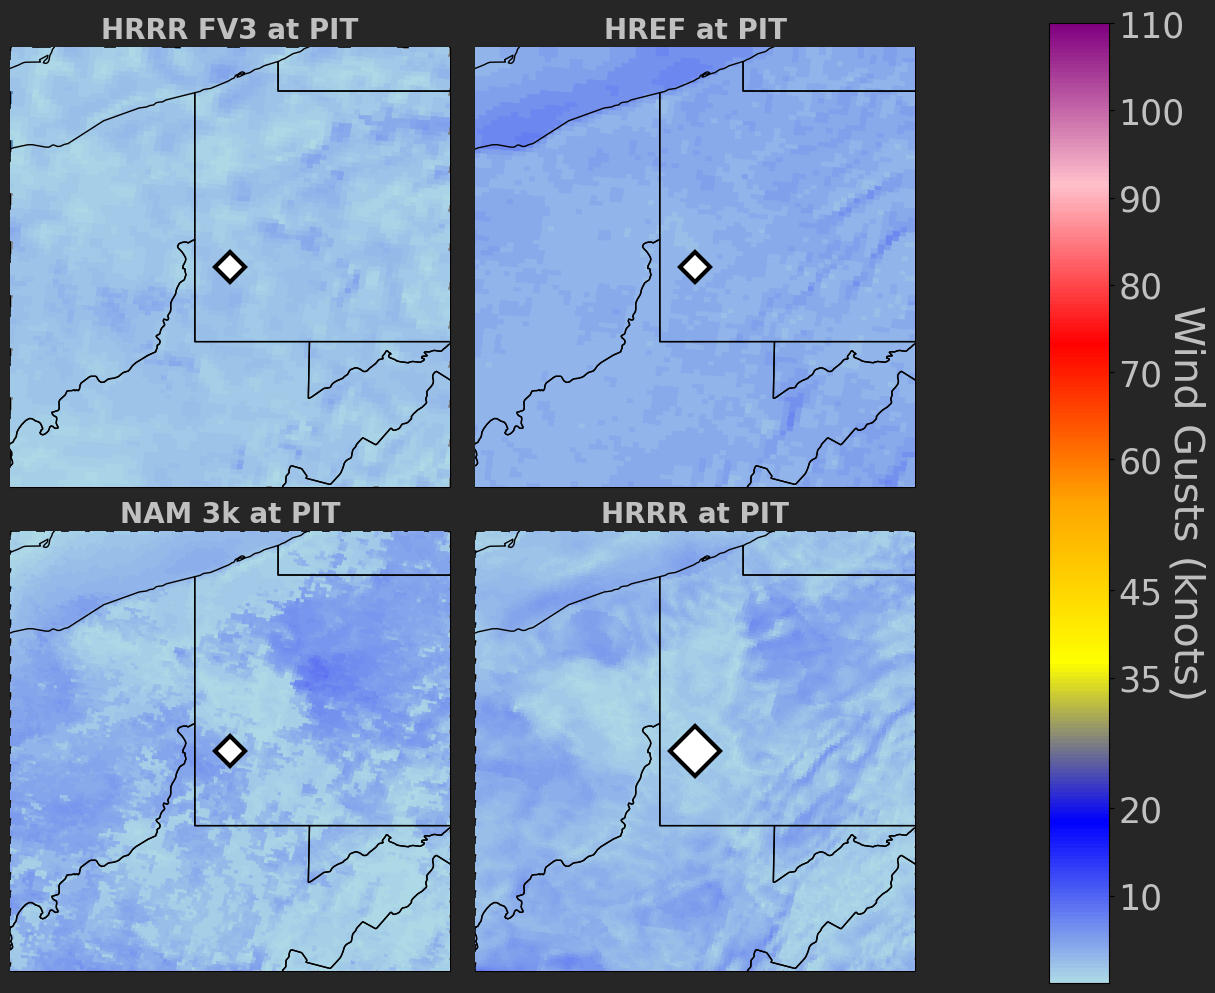 HRRR FV3 at PIT
HREF at PIT
NAM 3k at PIT
HRRR at PIT
110
100
90
80
70
60
45
35
20
10
Wind Gusts (knots)